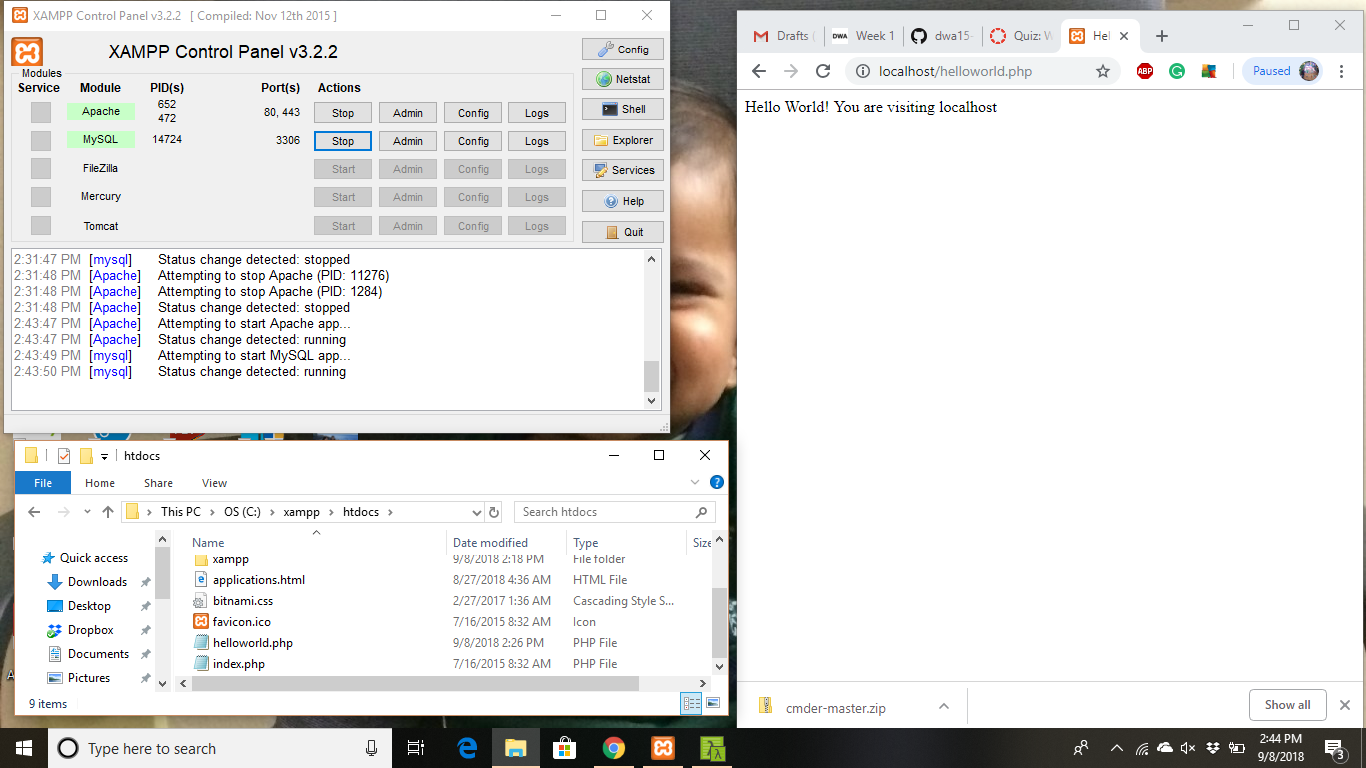 XAMPP Control Panel v3.2.2 [ Compiled: Nov 12th 2015 ]
XAMPP Control Panel v3.2.2
Config
Modules
Service Module PID(s) Port(s) Actions
Netstat
Apache 652 472 80, 443 Stop Admin Config Logs
Shell
MySQL 14724 3306 Stop Admin Config Logs
Explorer
FileZilla Start Admin Config Logs
Services
Mercury Start Admin Config Logs
Help
Tomcat Start Admin Config Logs
Quit
2:31:47 PM [mysql] Status change detected: stopped
2:31:48 PM [Apache] Attempting to stop Apache (PID: 11276)
2:31:48 PM [Apache] Attempting to stop Apache (PID: 1284)
2:31:48 PM [Apache] Status change detected: stopped
2:43:47 PM [Apache] Attempting to start Apache app...
2:43:47 PM [Apache] Status change detected: running
2:43:49 PM [mysql] Attempting to start MySQL app...
2:43:50 PM [mysql] Status change detected: running
htdocs
File Home Share View
This PC > OS (C:) > xampp > htdocs >
Search htdocs
Name Date modified Type Size
Quick access
Downloads
Desktop
Dropbox
Documents
Pictures
xampp 9/8/2018 2:18 PM File folder
applications.html 8/27/2018 4:36 AM HTML File
bitnami.css 2/27/2017 1:36 AM Cascading Style S...
favicon.ico 7/16/2015 8:32 AM Icon
helloworld.php 9/8/2018 2:26 PM PHP File
index.php 7/16/2015 8:32 AM PHP File
9 items
Drafts DWA Week 1 dwa15- Quiz: W Hel
localhost/helloworld.php ABP Paused
Hello World! You are visiting localhost
cmder-master.zip
Show all
Type here to search
2:44 PM
9/8/2018
3